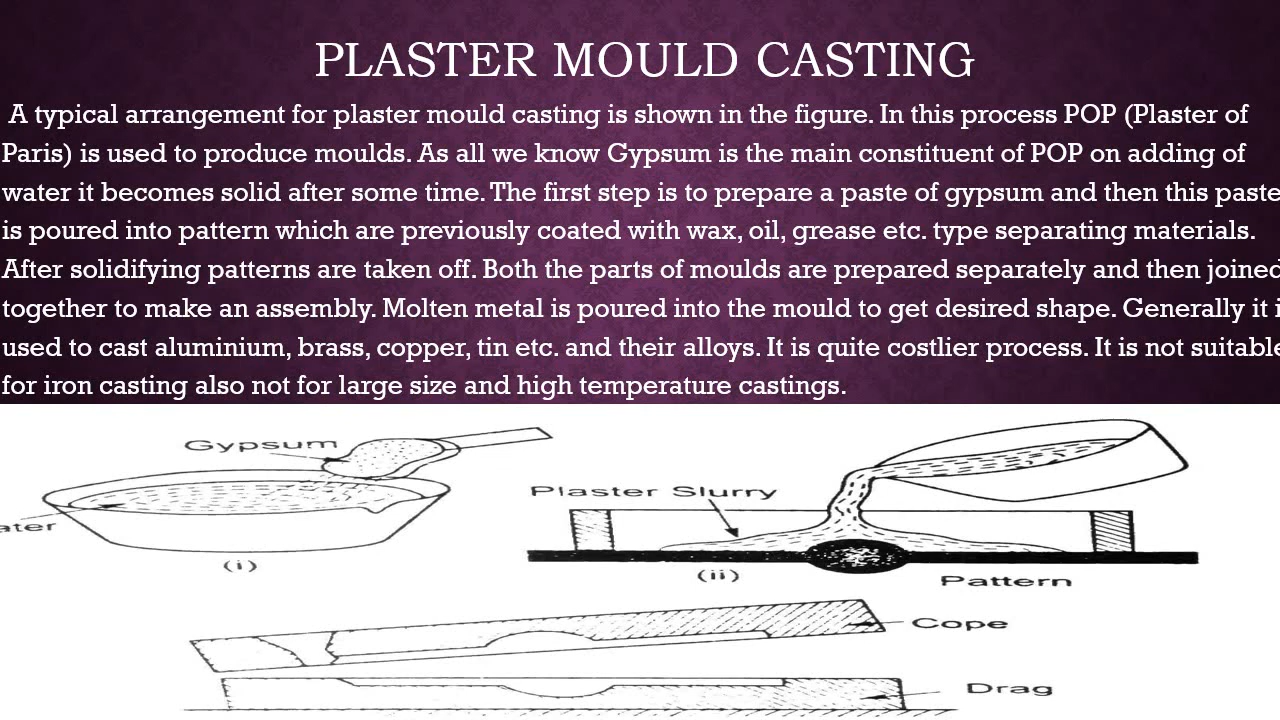 PLASTER MOULD CASTING
A typical arrangement for plaster mould casting is shown in the figure. In this process POP (Plaster of
Paris) is used to produce moulds. As all we know Gypsum is the main constituent of POP on adding of
water it becomes solid after some time. The first step is to prepare a paste of gypsum and then this paste
is poured into pattern which are previously coated with wax, oil, grease etc. type separating materials.
After solidifying patterns are taken off. Both the parts of moulds are prepared separately and then joined
together to make an assembly. Molten metal is poured into the mould to get desired shape. Generally it i
used to cast aluminium, brass, copper, tin etc. and their alloys. It is quite costlier process. It is not suitable
for iron casting also not for large size and high temperature castings.
Gypsum
ater
(i)
Plaster Slurry
(ii)
Pattern
Cope
Drag